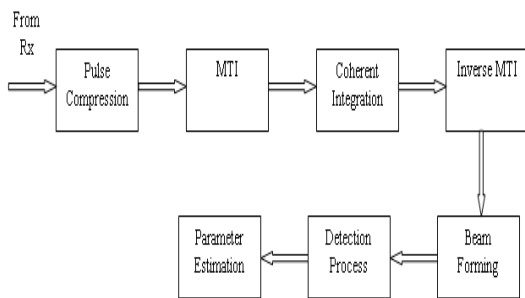 From
Rx
Pulse
Compression
MTI
Coherent
Integration
Inverse MTI
Parameter
Estimation
Detection
Process
Beam
Forming